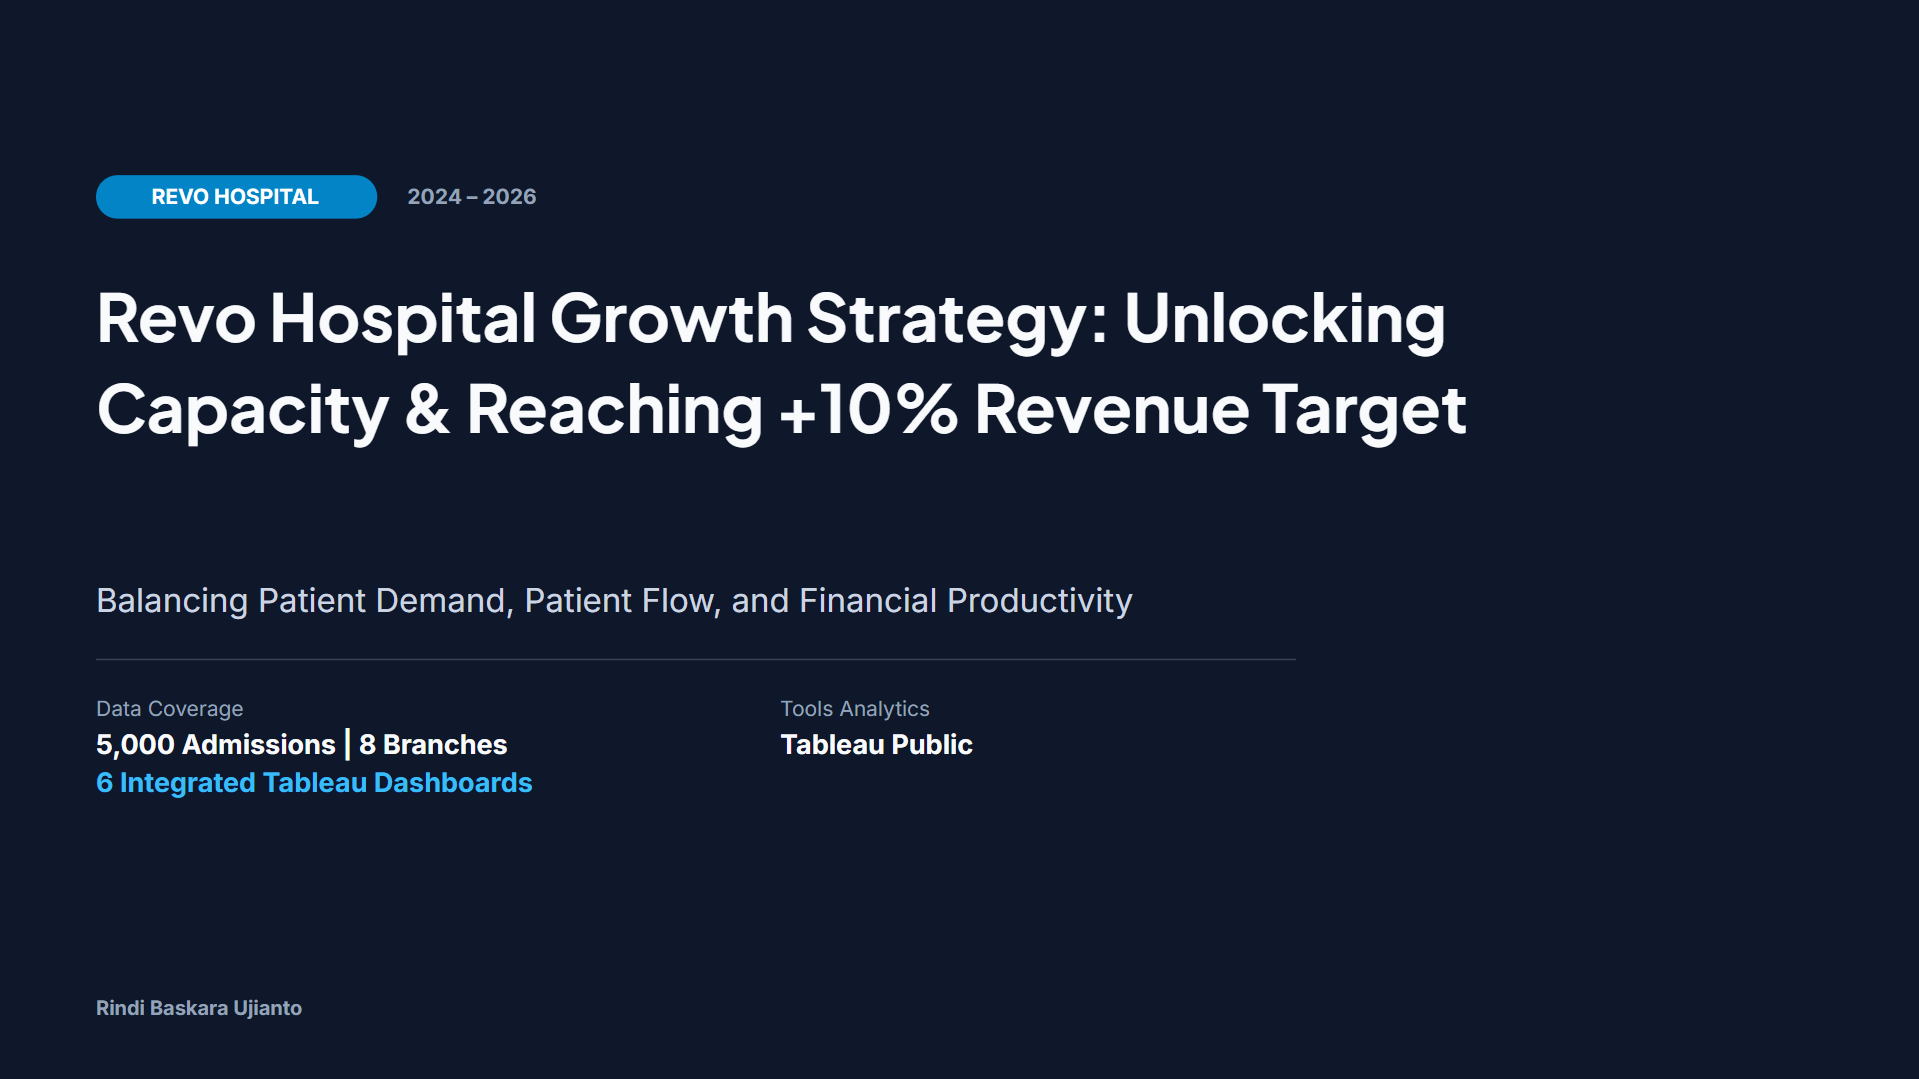 REVO HOSPITAL
2024 – 2026
Revo Hospital Growth Strategy: Unlocking
Capacity & Reaching +10% Revenue Target
Balancing Patient Demand, Patient Flow, and Financial Productivity
Data Coverage
5,000 Admissions | 8 Branches
6 Integrated Tableau Dashboards
Tools Analytics
Tableau Public
Rindi Baskara Ujianto